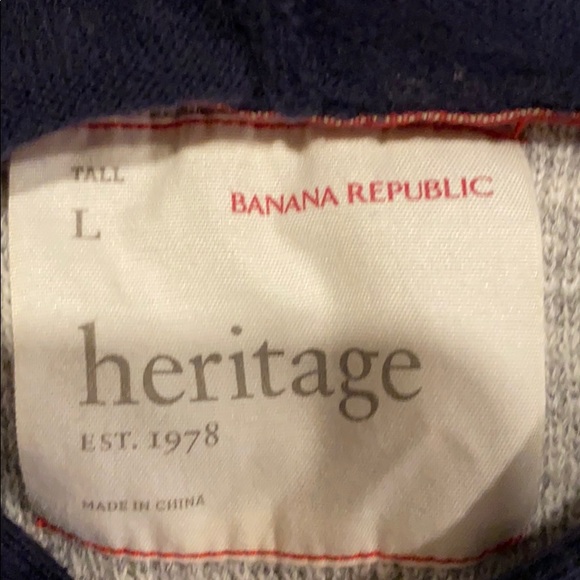 TALL
L
BANANA REPUBLIC
heritage
EST. 1978
MADE IN CHINA